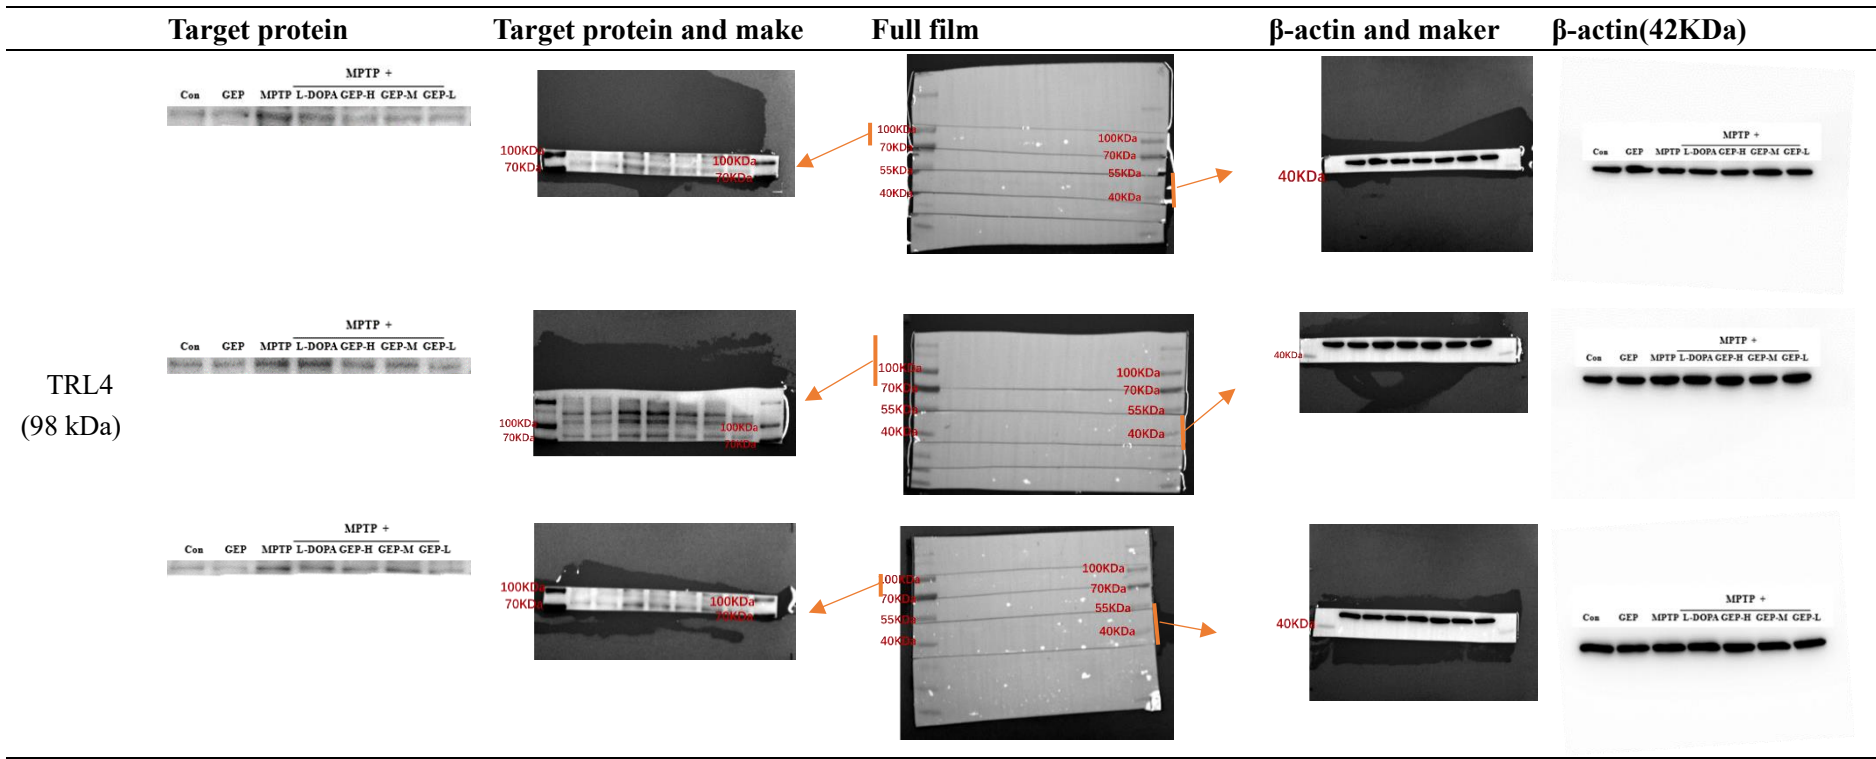 Target protein Target protein and make Full film β-actin and maker β-actin(42KDa)
MPTP +
Con GEP MPTP L-DOPA GEP-H GEP-M GEP-L
100KDa
70KDa
100KDa
70KDa
100KDa
70KDa
55KDa
40KDa
100KDa
70KDa
55KDa
40KDa
40KDa
MPTP +
Con GEP MPTP L-DOPA GEP-H GEP-M GEP-L
TRL4
(98 kDa)
MPTP +
Con GEP MPTP L-DOPA GEP-H GEP-M GEP-L
100KDa
70KDa
100KDa
70KDa
100KDa
70KDa
55KDa
40KDa
100KDa
70KDa
55KDa
40KDa
40KDa
MPTP +
Con GEP MPTP L-DOPA GEP-H GEP-M GEP-L
MPTP +
Con GEP MPTP L-DOPA GEP-H GEP-M GEP-L
100KDa
70KDa
100KDa
70KDa
100KDa
70KDa
55KDa
40KDa
100KDa
70KDa
55KDa
40KDa
40KDa
MPTP +
Con GEP MPTP L-DOPA GEP-H GEP-M GEP-L